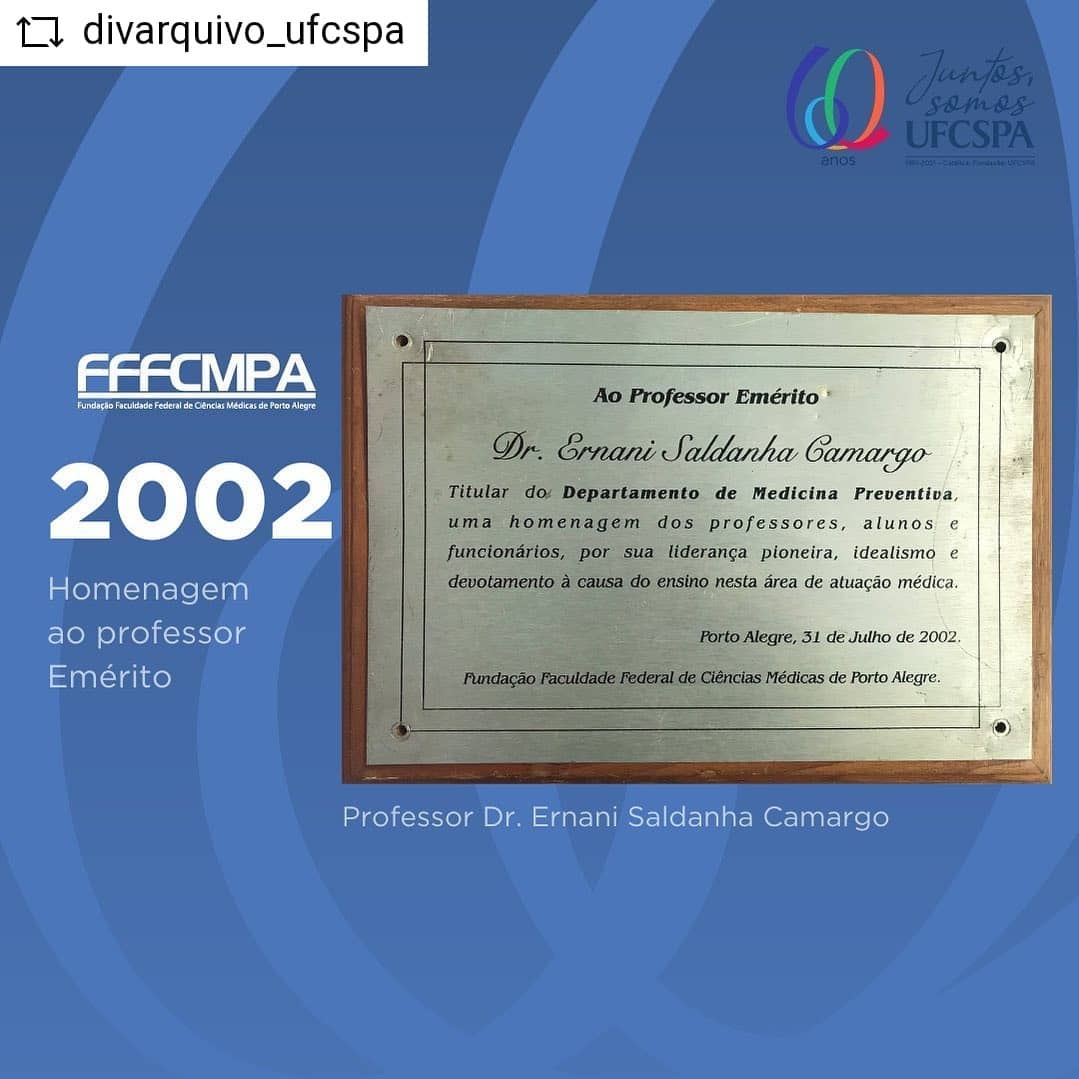 divarquivo_ufcspa
60
anos
Juntos,
somos
UFCSPA
FFFCMPA
Fundação Faculdade Federal de Ciências Médicas de Porto Alegre
2002
Homenagem
ao professor
Emérito
Ao Professor Emérito
Dr. Ernani Saldanha Camargo
Titular do Departamento de Medicina Preventiva,
uma homenagem dos professores, alunos e
funcionários, por sua liderança pioneira, idealismo e
devotamento à causa do ensino nesta área de atuação médica.
Porto Alegre, 31 de Julho de 2002.
Fundação Faculdade Federal de Ciências Médicas de Porto Alegre.
Professor Dr. Ernani Saldanha Camargo